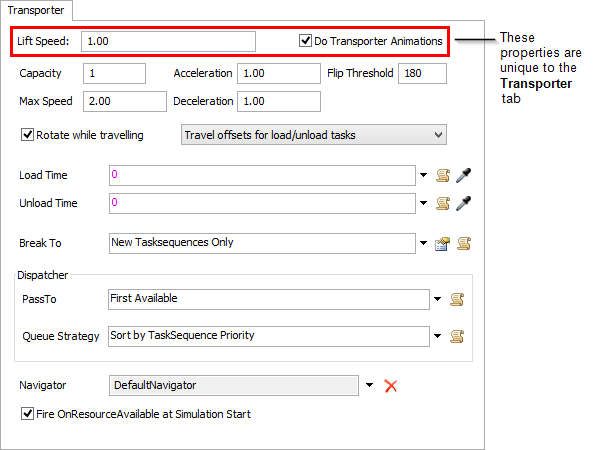 Transporter
Lift Speed: 1.00 Do Transporter Animations
These
properties are
unique to the
Transporter
tab
Capacity 1 Acceleration 1.00 Flip Threshold 180
Max Speed 2.00 Deceleration 1.00
Rotate while travelling Travel offsets for load/unload tasks
Load Time 0
Unload Time 0
Break To New Tasksequences Only
Dispatcher
PassTo First Available
Queue Strategy Sort by TaskSequence Priority
Navigator DefaultNavigator
Fire OnResourceAvailable at Simulation Start